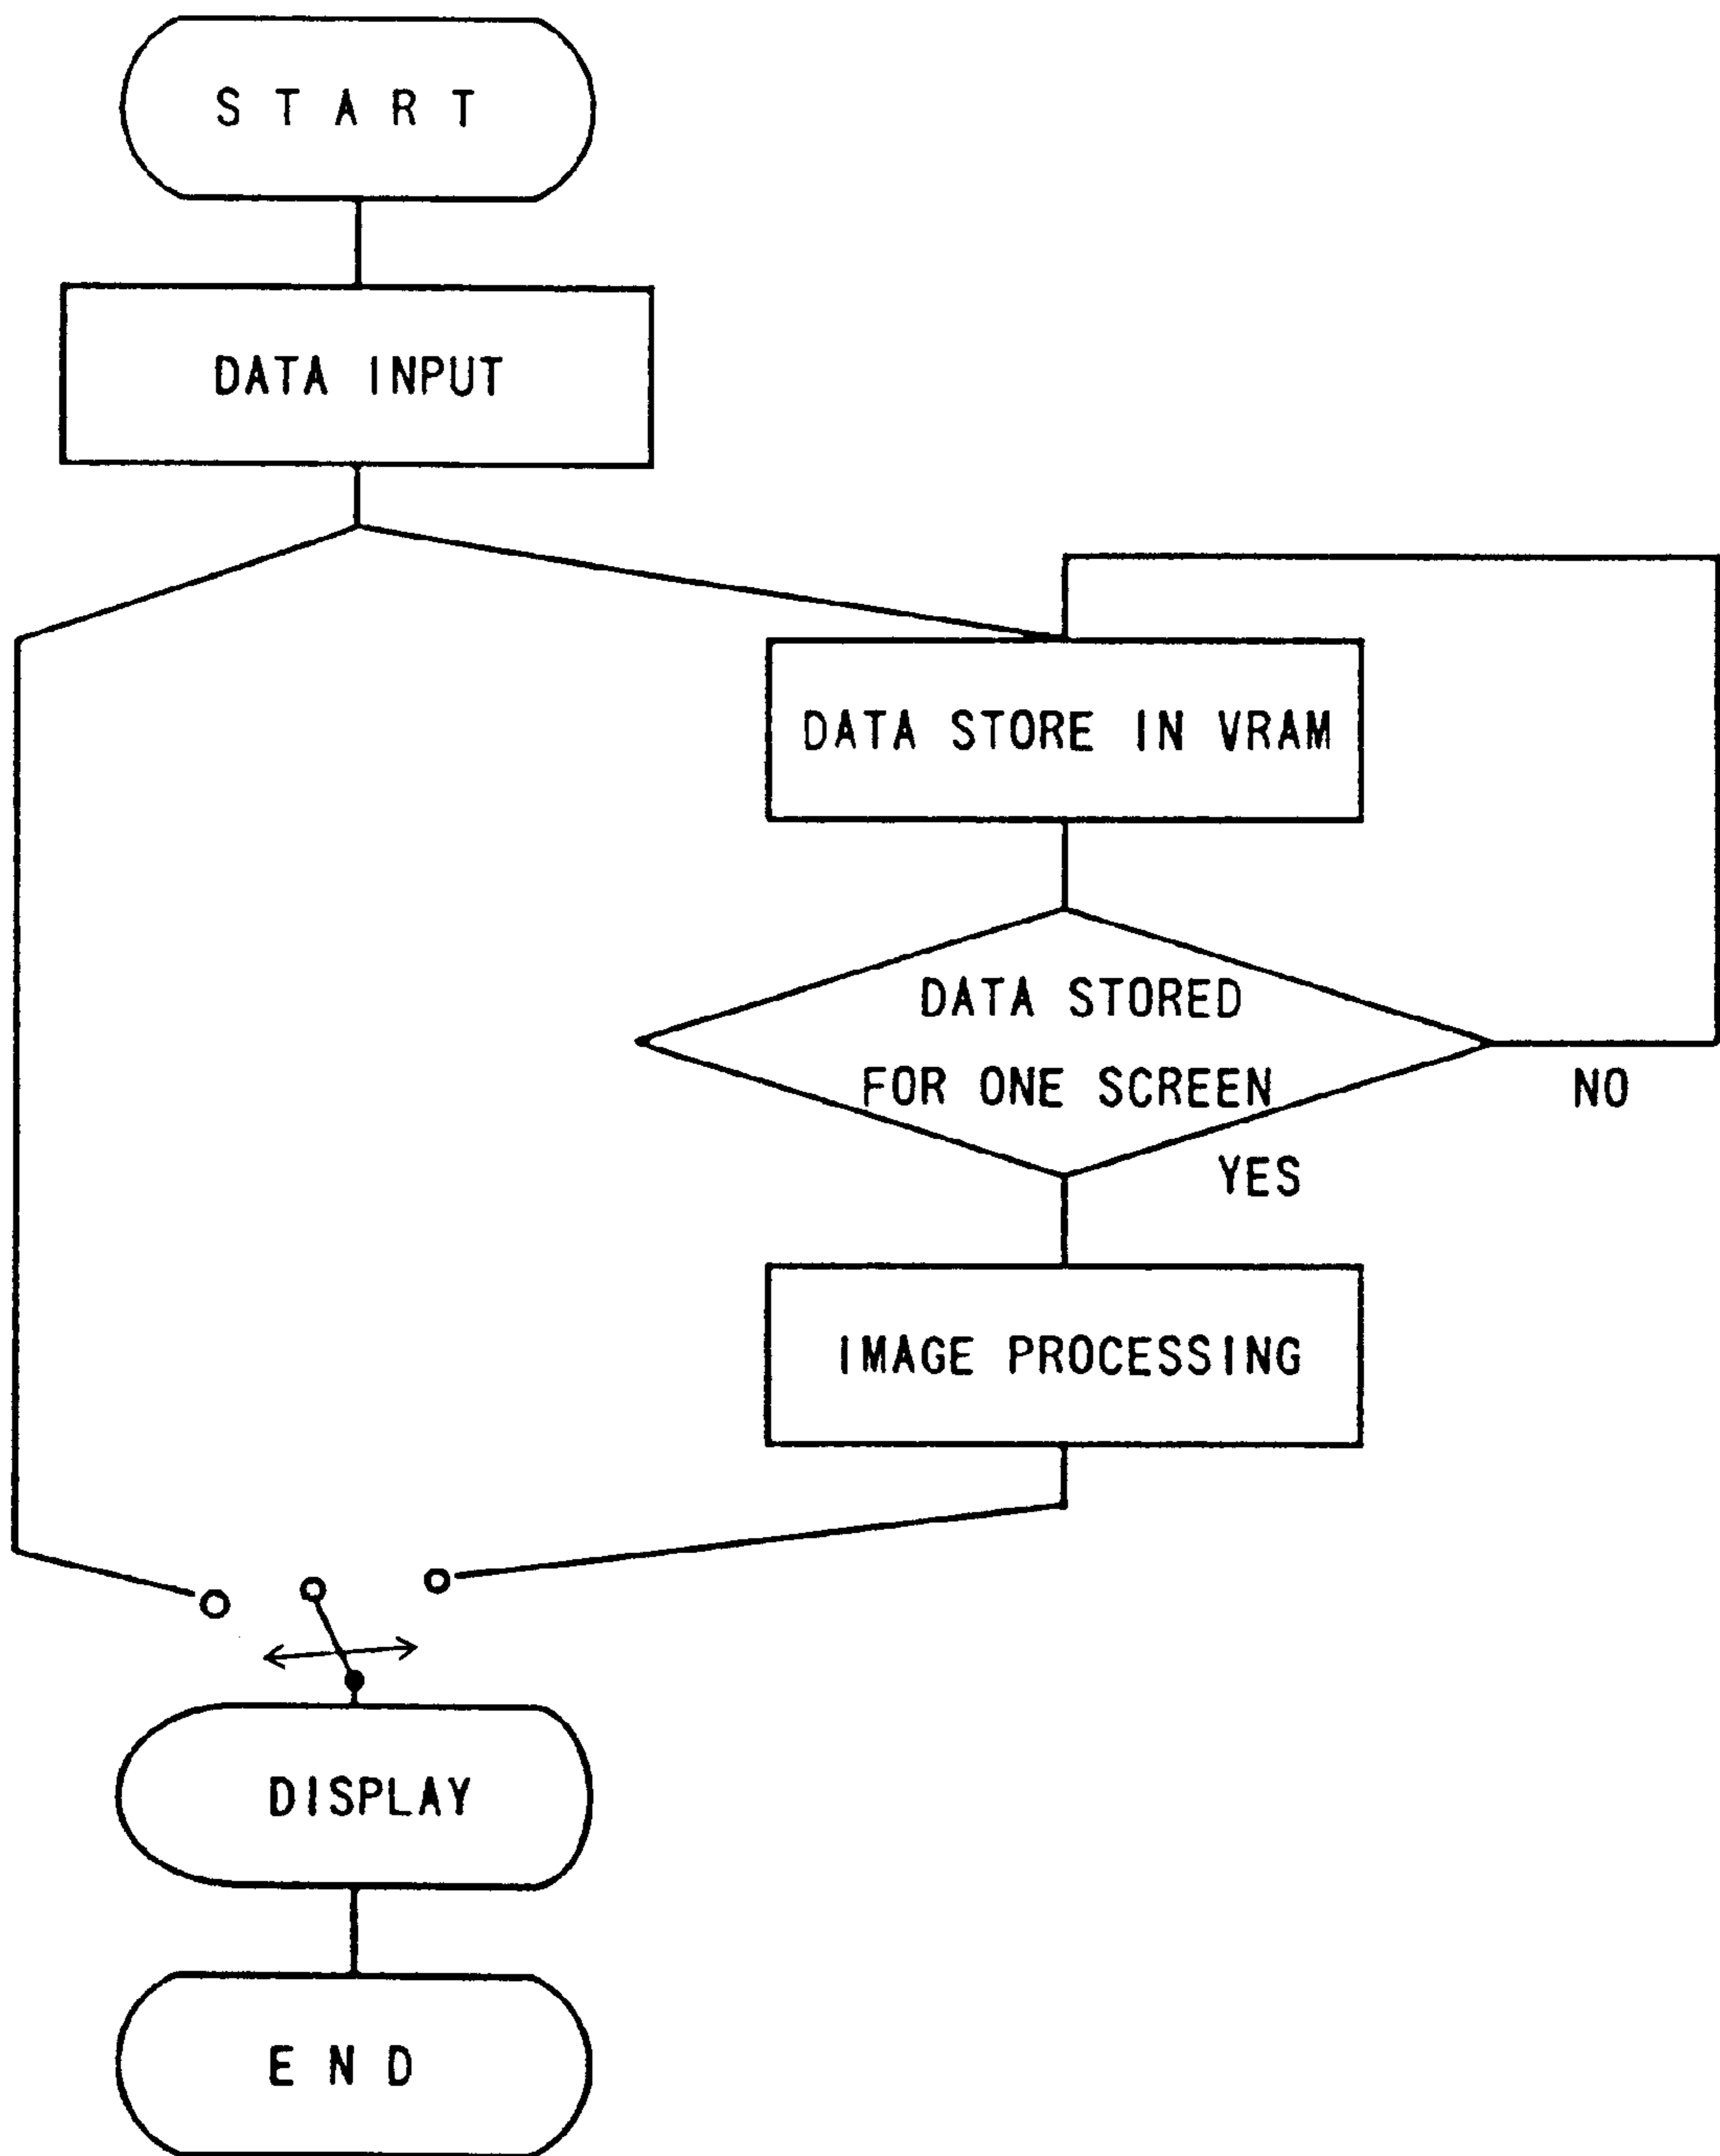 START
DATA INPUT
DATA STORE IN VRAM
DATA STORED
FOR ONE SCREEN
NO
YES
IMAGE PROCESSING
DISPLAY
END